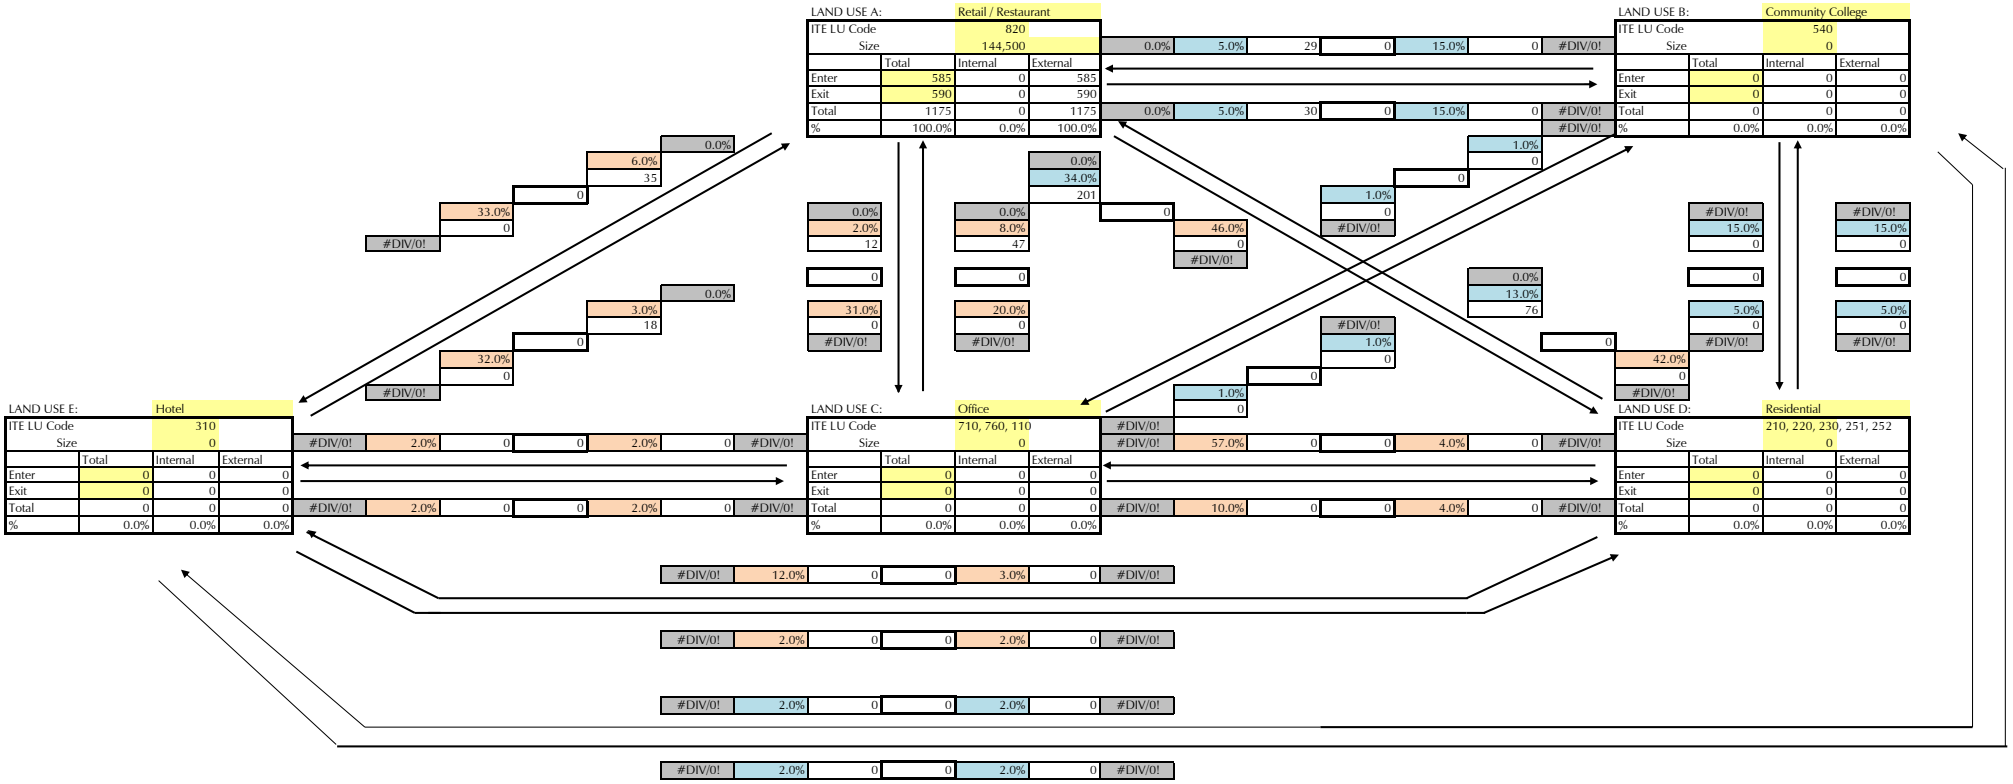 LAND USE A: Retail / Restaurant LAND USE B: Community College
ITE LU Code 820 ITE LU Code 540
Size 144,500 0.0% 5.0% 29 0 15.0% 0 #DIV/0! Size 0
Total Internal External Total Internal External
Enter 585 0 585 Enter 0 0 0
Exit 590 0 590 Exit 0 0 0
Total 1175 0 1175 0.0% 5.0% 30 0 15.0% 0 #DIV/0! Total 0 0 0
% 100.0% 0.0% 100.0% #DIV/0! % 0.0% 0.0% 0.0%
0.0% 1.0%
6.0% 0.0% 0
35 34.0% 0
0 201 1.0%
33.0% 0.0% 0.0% 0 0 #DIV/0! #DIV/0!
0 2.0% 8.0% 46.0% #DIV/0! 15.0% 15.0%
#DIV/0! 12 47 0 0 0
#DIV/0!
0 0 0.0% 0 0
0.0% 13.0%
3.0% 31.0% 20.0% 76 5.0% 5.0%
18 0 0 #DIV/0! 0 0
0 #DIV/0! #DIV/0! 1.0% 0 #DIV/0! #DIV/0!
32.0% 0 42.0%
0 0 0
#DIV/0! 1.0% #DIV/0!
LAND USE E: Hotel LAND USE C: Office 0 LAND USE D: Residential
ITE LU Code 310 ITE LU Code 710, 760, 110 #DIV/0! ITE LU Code 210, 220, 230, 251, 252
Size 0 #DIV/0! 2.0% 0 0 2.0% 0 #DIV/0! Size 0 #DIV/0! 57.0% 0 0 4.0% 0 #DIV/0! Size 0
Total Internal External Total Internal External Total Internal External
Enter 0 0 0 Enter 0 0 0 Enter 0 0 0
Exit 0 0 0 Exit 0 0 0 Exit 0 0 0
Total 0 0 0 #DIV/0! 2.0% 0 0 2.0% 0 #DIV/0! Total 0 0 0 #DIV/0! 10.0% 0 0 4.0% 0 #DIV/0! Total 0 0 0
% 0.0% 0.0% 0.0% % 0.0% 0.0% 0.0% % 0.0% 0.0% 0.0%
#DIV/0! 12.0% 0 0 3.0% 0 #DIV/0!
#DIV/0! 2.0% 0 0 2.0% 0 #DIV/0!
#DIV/0! 2.0% 0 0 2.0% 0 #DIV/0!
#DIV/0! 2.0% 0 0 2.0% 0 #DIV/0!